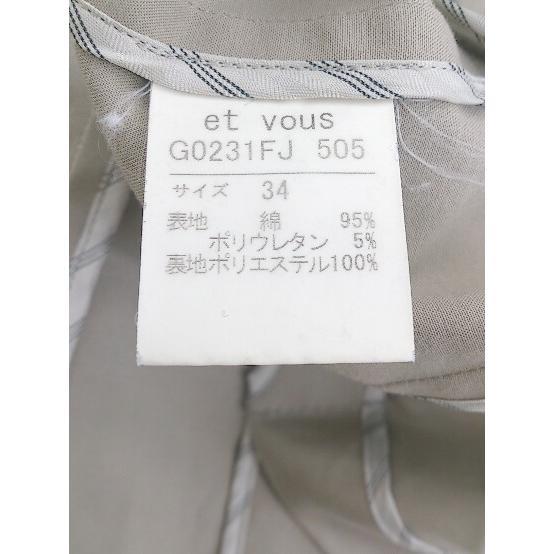 et vous
G0231FJ 505
サイズ 34
表地 綿 95%
ポリウレタン 5%
裏地ポリエステル100%